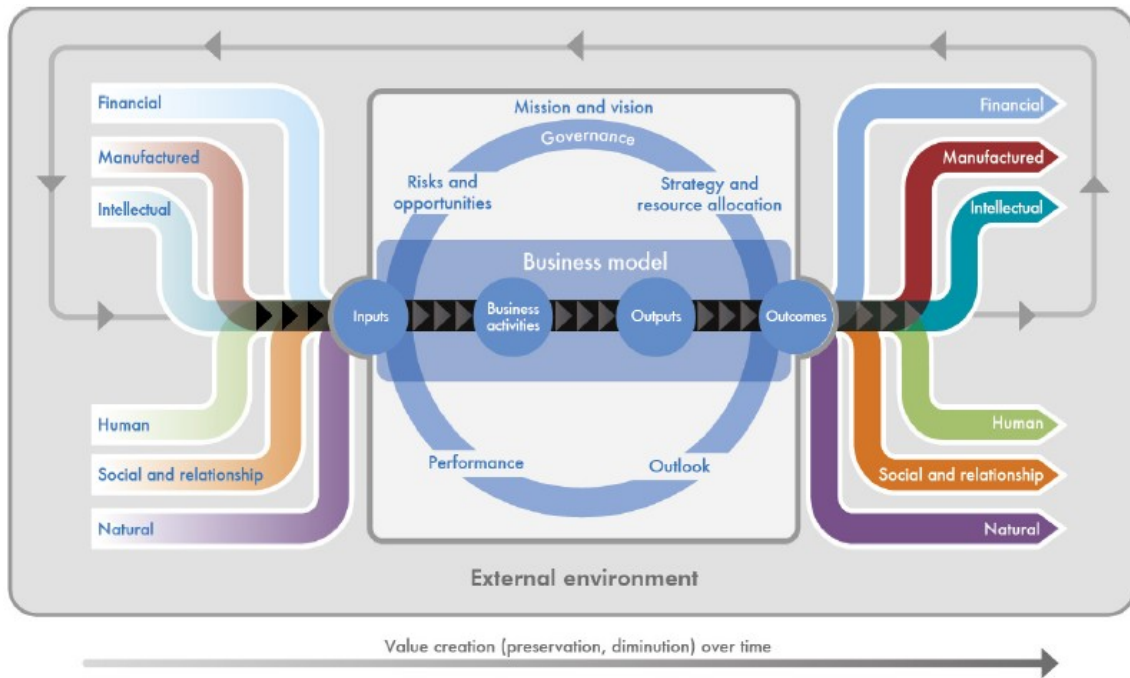 Financial
Manufactured
Intellectual
Human
Social and relationship
Natural
Mission and vision
Governance
Risks and
opportunities
Strategy and
resource allocation
Business model
Inputs
Business
activities
Outputs
Outcomes
Performance
Outlook
Financial
Manufactured
Intellectual
Human
Social and relationship
Natural
External environment
Value creation (preservation, diminution) over time